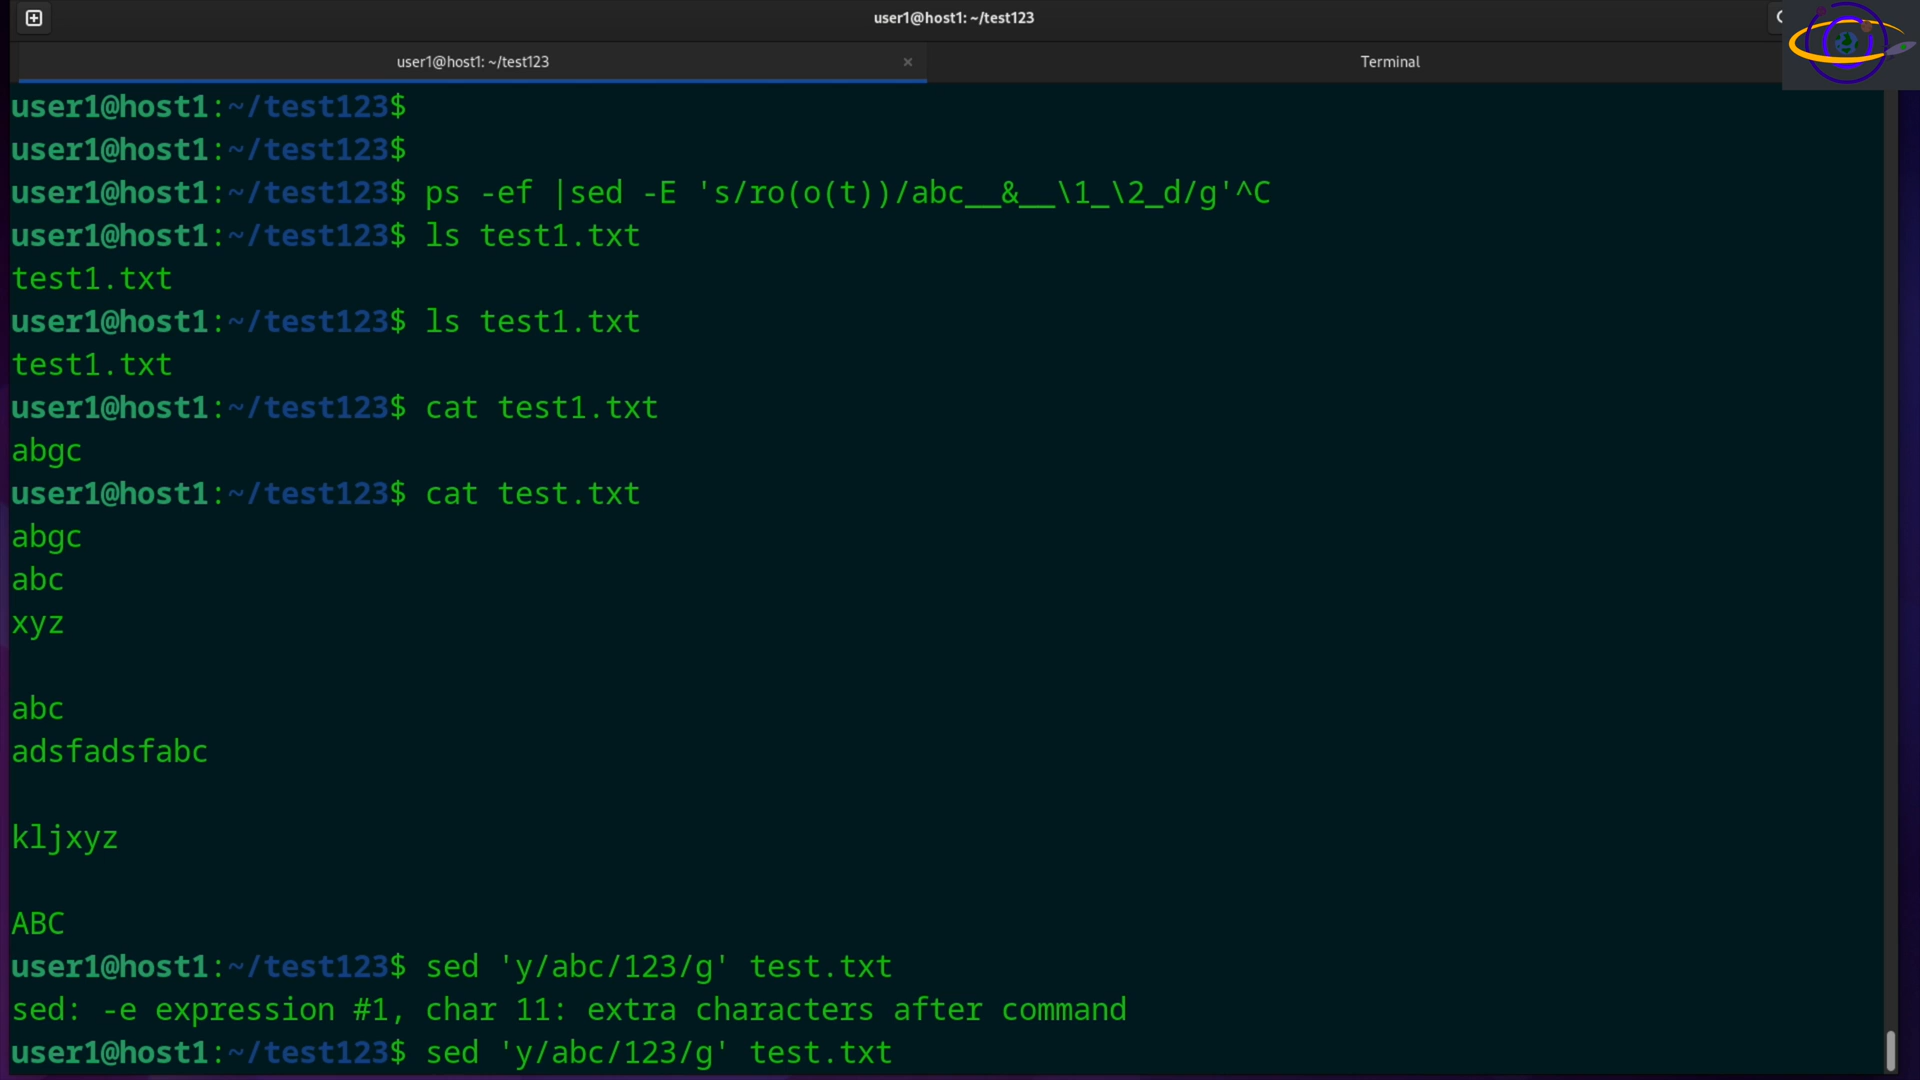 user1@host1: ~/test123
user1@host1: ~/test123 ×
Terminal
user1@host1:~/test123$
user1@host1:~/test123$
user1@host1:~/test123$ ps -ef |sed -E 's/ro(o(t))/abc__&__\1_\2_d/g'^C
user1@host1:~/test123$ ls test1.txt
test1.txt
user1@host1:~/test123$ ls test1.txt
test1.txt
user1@host1:~/test123$ cat test1.txt
abgc
user1@host1:~/test123$ cat test.txt
abgc
abc
xyz
abc
adsfadsfabc
kljxyz
ABC
user1@host1:~/test123$ sed 'y/abc/123/g' test.txt
sed: -e expression #1, char 11: extra characters after command
user1@host1:~/test123$ sed 'y/abc/123/g' test.txt